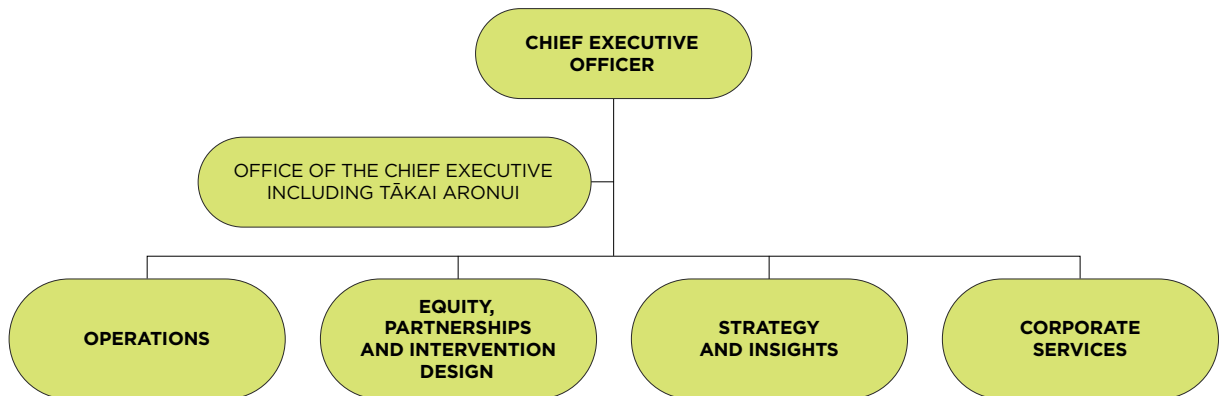 CHIEF EXECUTIVE
OFFICER
OFFICE OF THE CHIEF EXECUTIVE
INCLUDING TĀKAI ARONUI
OPERATIONS
EQUITY,
PARTNERSHIPS
AND INTERVENTION
DESIGN
STRATEGY
AND INSIGHTS
CORPORATE
SERVICES